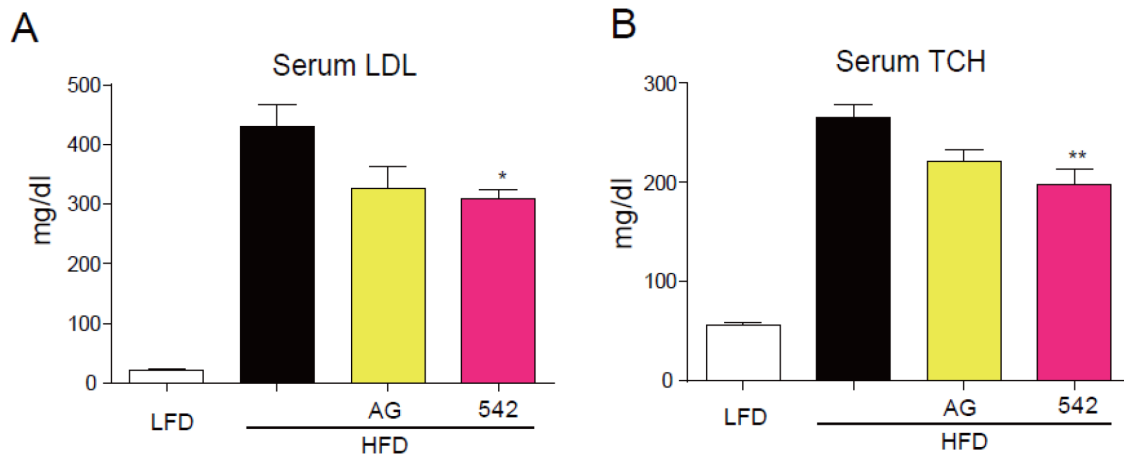 A
Serum LDL
mg/dl
500
400
300
200
100
0
*
LFD
AG
542
HFD
B
Serum TCH
mg/dl
300
200
100
0
**
LFD
AG
542
HFD